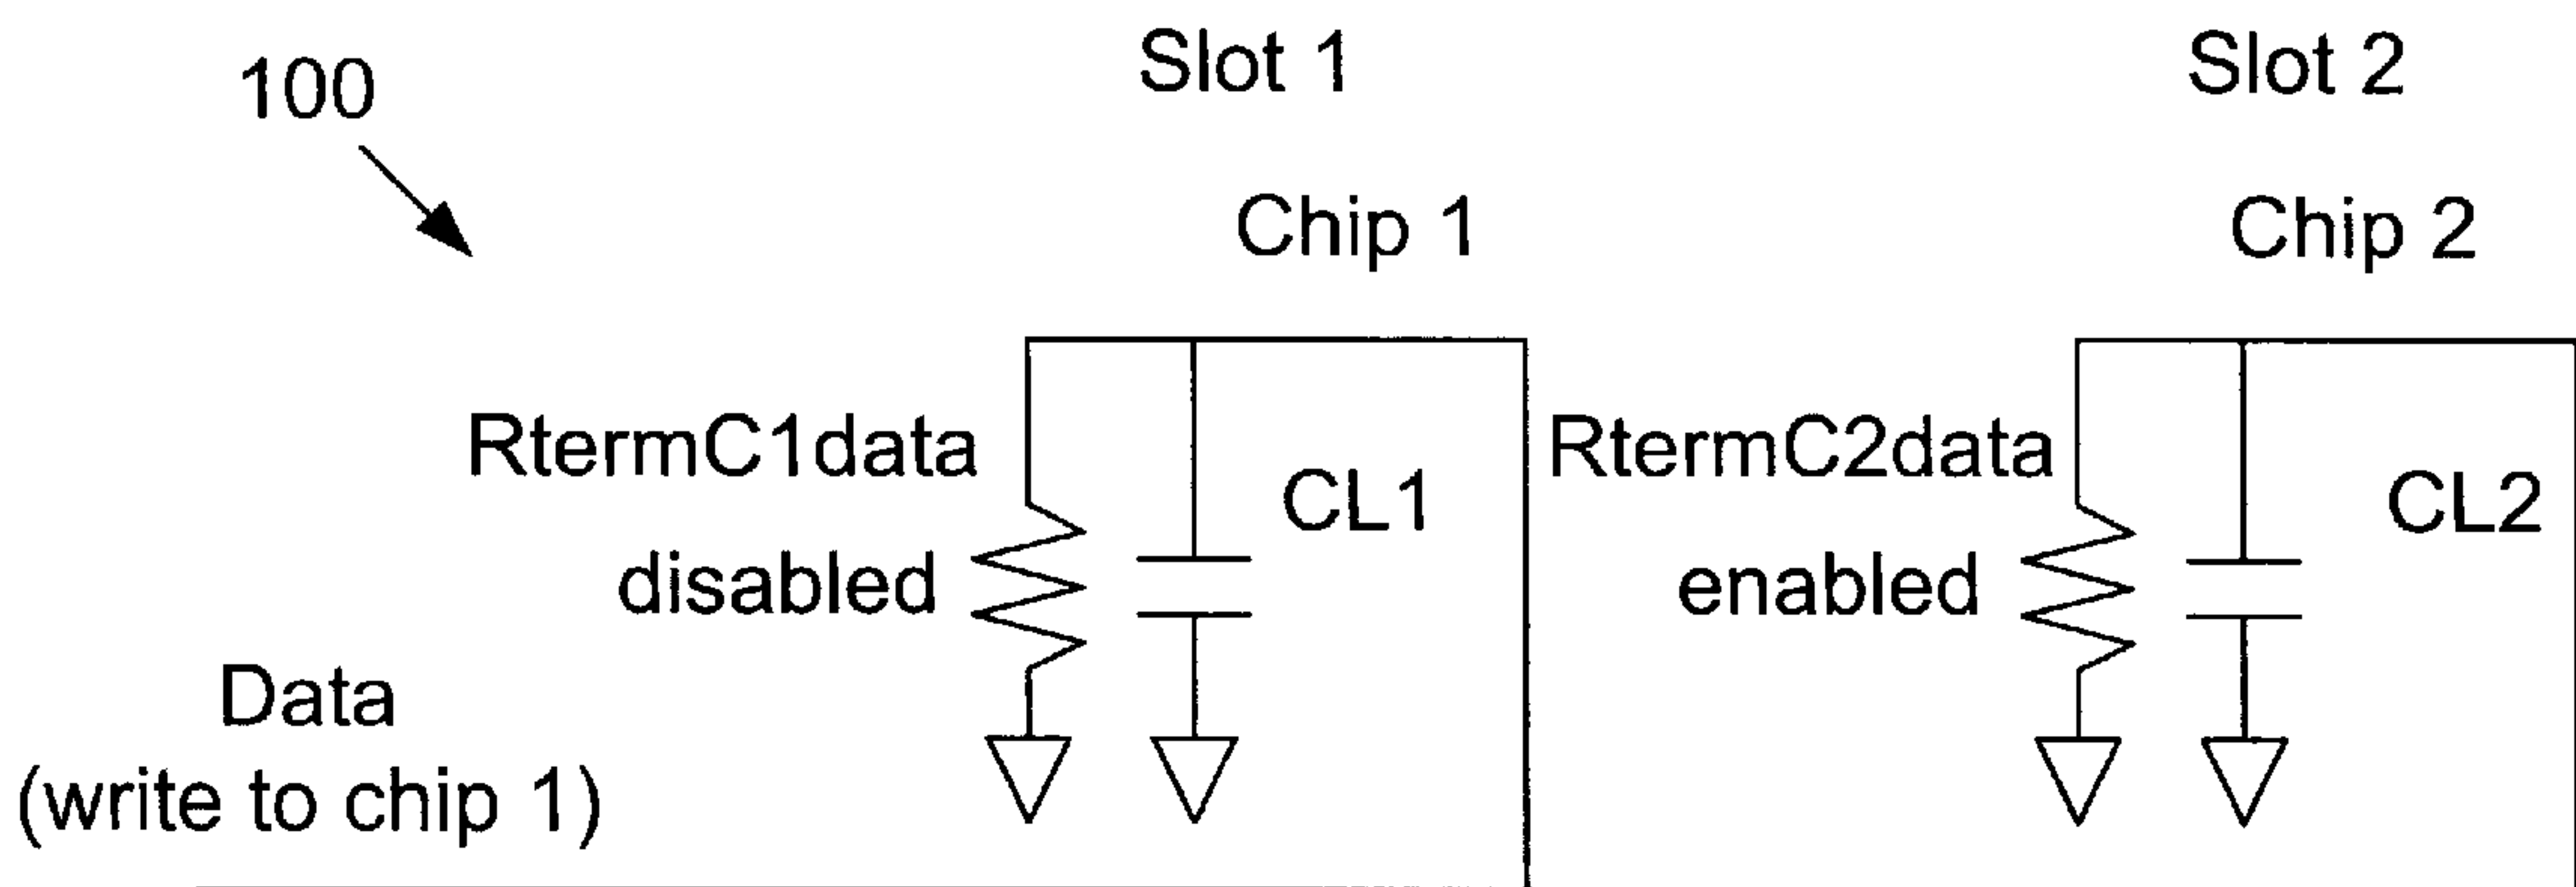 100
Slot 1
Slot 2
Chip 1
Chip 2
RtermC1data
disabled
CL1
RtermC2data
enabled
CL2
Data
(write to chip 1)